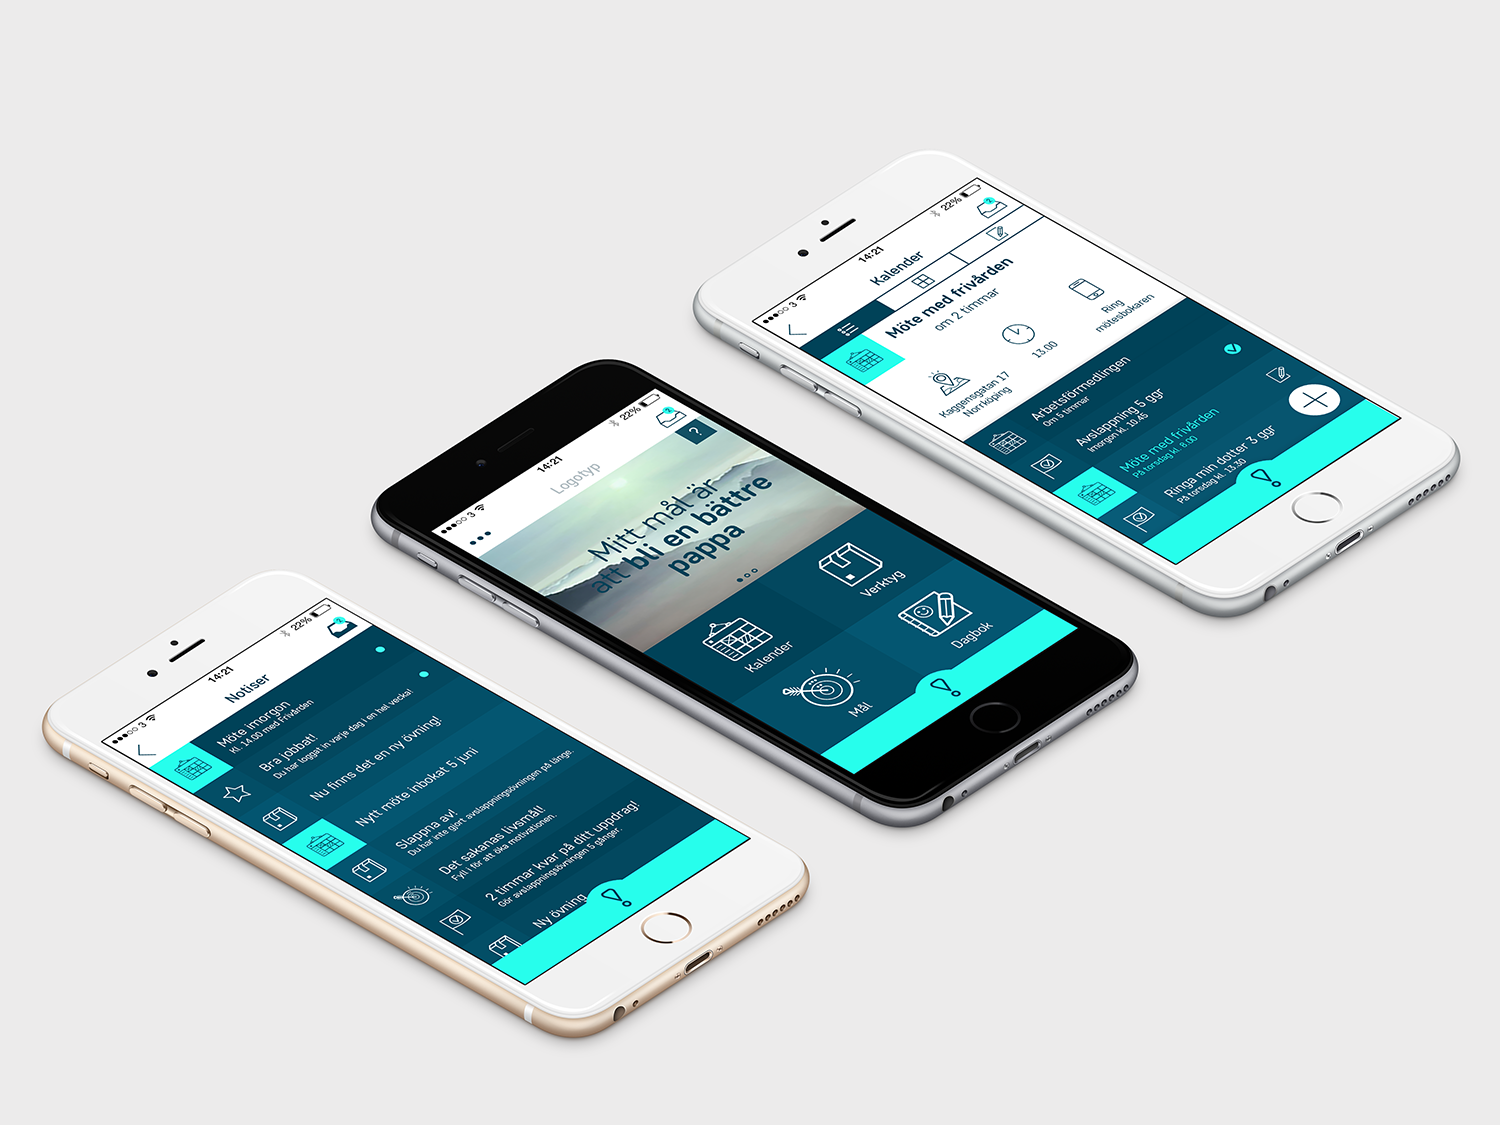 3
14:21
22%
2
Notiser
Möte imorgon
Kl. 14.00 med Frivården
Bra jobbat!
Du har loggat in varje dag i en hel vecka!
Nu finns det en ny övning!
Nytt möte inbokat 5 juni
Slappna av!
Du har inte gjort avslappningsövningen på länge.
Det sakanas livsmål!
Fyll i för att öka motivationen.
2 timmar kvar på ditt uppdrag!
Gör avslappningsövningen 5 gånger.
Ny övning
3
14:21
22%
2
Logotyp
?
Mitt mål är
att bli en bättre
pappa
Kalender
Verktyg
Mål
Dagbok
3
14:21
22%
2
Kalender
Möte med frivården
om 2 timmar
Kaggensgatan 17
Norrköping
13.00
Ring
mötesbokaren
Arbetsförmedlingen
Om 5 timmar
Avslappning 5 ggr
Imorgon kl. 10.45
Möte med frivården
På torsdag kl. 8.00
Ringa min dotter 3 ggr
På torsdag kl. 13.30